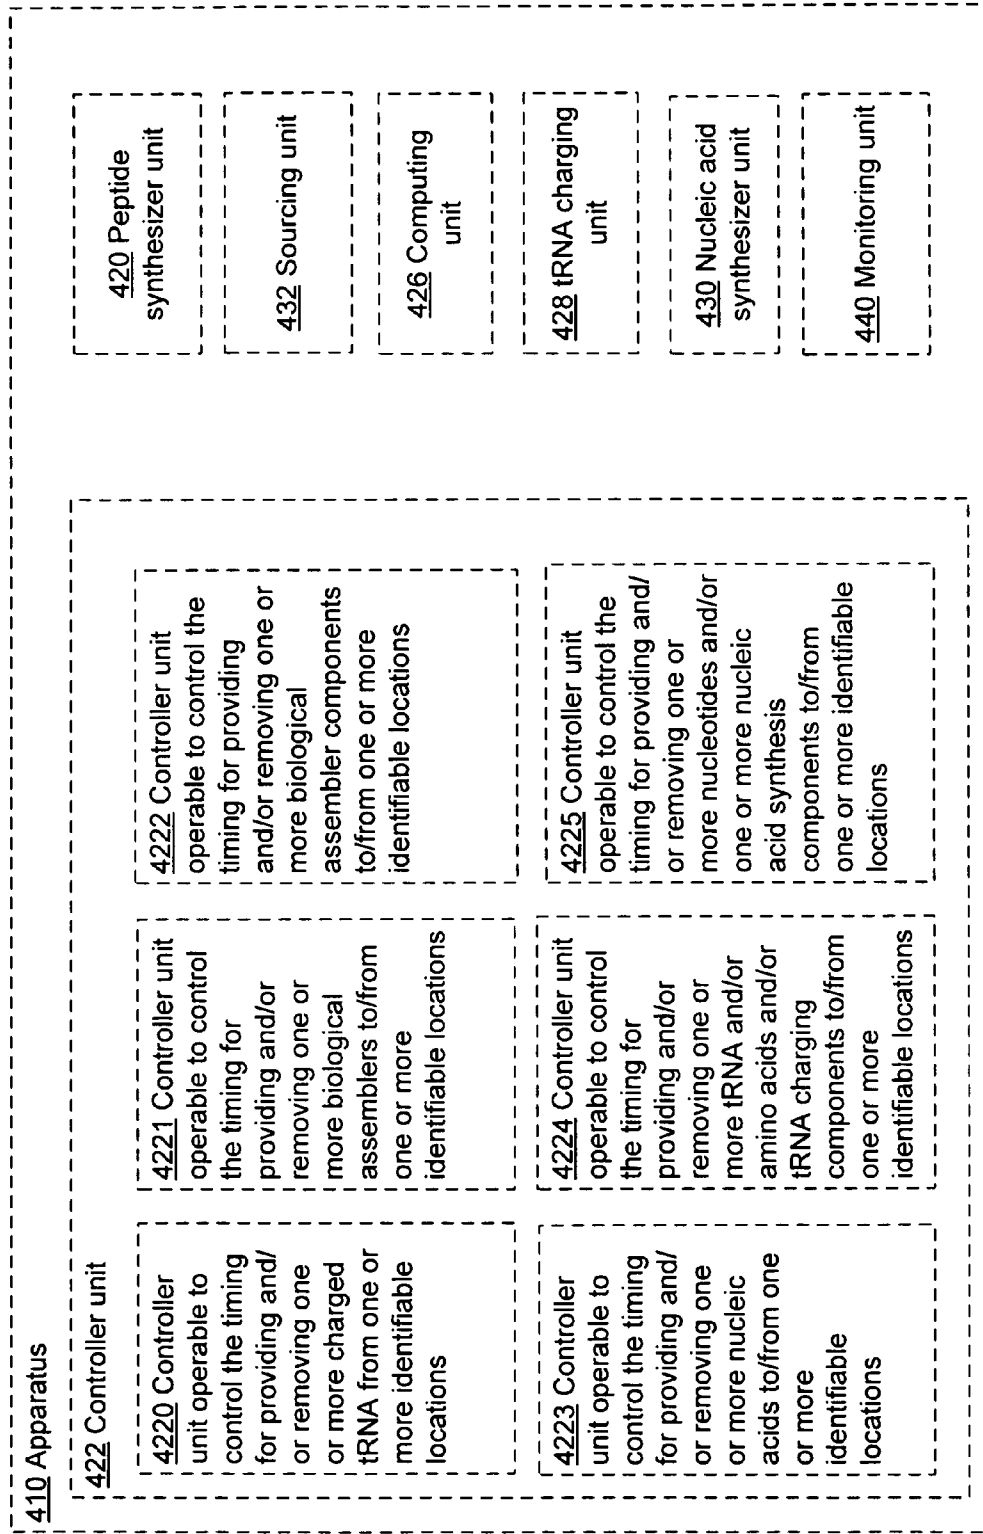 410 Apparatus
422 Controller unit
4220 Controller
unit operable to
control the timing
for providing and/
or removing one
or more charged
tRNA from one or
more identifiable
locations
4221 Controller unit
operable to control
the timing for
providing and/or
removing one or
more biological
assemblers to/from
one or more
identifiable locations
4222 Controller unit
operable to control the
timing for providing
and/or removing one or
more biological
assembler components
to/from one or more
identifiable locations
4223 Controller
unit operable to
control the timing
for providing and/
or removing one
or more nucleic
acids to/from one
or more
identifiable
locations
4224 Controller unit
operable to control
the timing for
providing and/or
removing one or
more tRNA and/or
amino acids and/or
tRNA charging
components to/from
one or more
identifiable locations
4225 Controller unit
operable to control the
timing for providing and/
or removing one or
more nucleotides and/or
one or more nucleic
acid synthesis
components to/from
one or more identifiable
locations
420 Peptide
synthesizer unit
432 Sourcing unit
426 Computing
unit
428 tRNA charging
unit
430 Nucleic acid
synthesizer unit
440 Monitoring unit